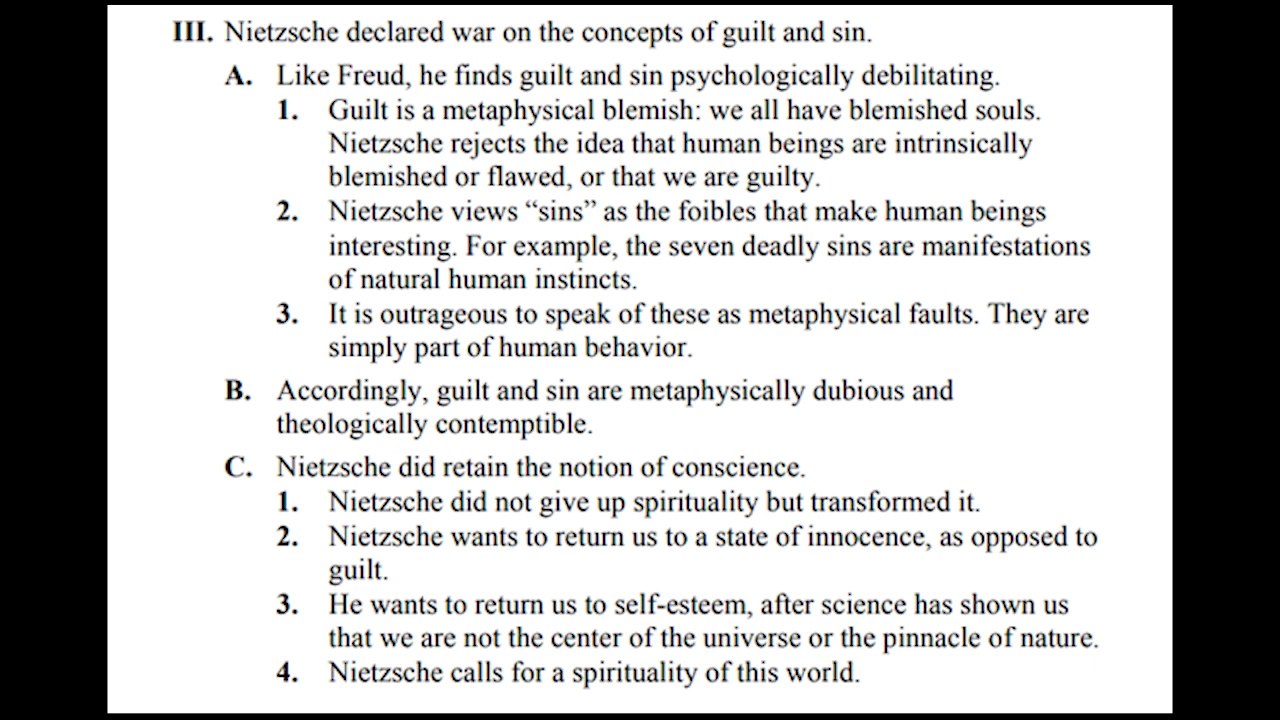 III. Nietzsche declared war on the concepts of guilt and sin.
A. Like Freud, he finds guilt and sin psychologically debilitating.
1. Guilt is a metaphysical blemish: we all have blemished souls.
Nietzsche rejects the idea that human beings are intrinsically
blemished or flawed, or that we are guilty.
2. Nietzsche views “sins” as the foibles that make human beings
interesting. For example, the seven deadly sins are manifestations
of natural human instincts.
3. It is outrageous to speak of these as metaphysical faults. They are
simply part of human behavior.
B. Accordingly, guilt and sin are metaphysically dubious and
theologically contemptible.
C. Nietzsche did retain the notion of conscience.
1. Nietzsche did not give up spirituality but transformed it.
2. Nietzsche wants to return us to a state of innocence, as opposed to
guilt.
3. He wants to return us to self-esteem, after science has shown us
that we are not the center of the universe or the pinnacle of nature.
4. Nietzsche calls for a spirituality of this world.